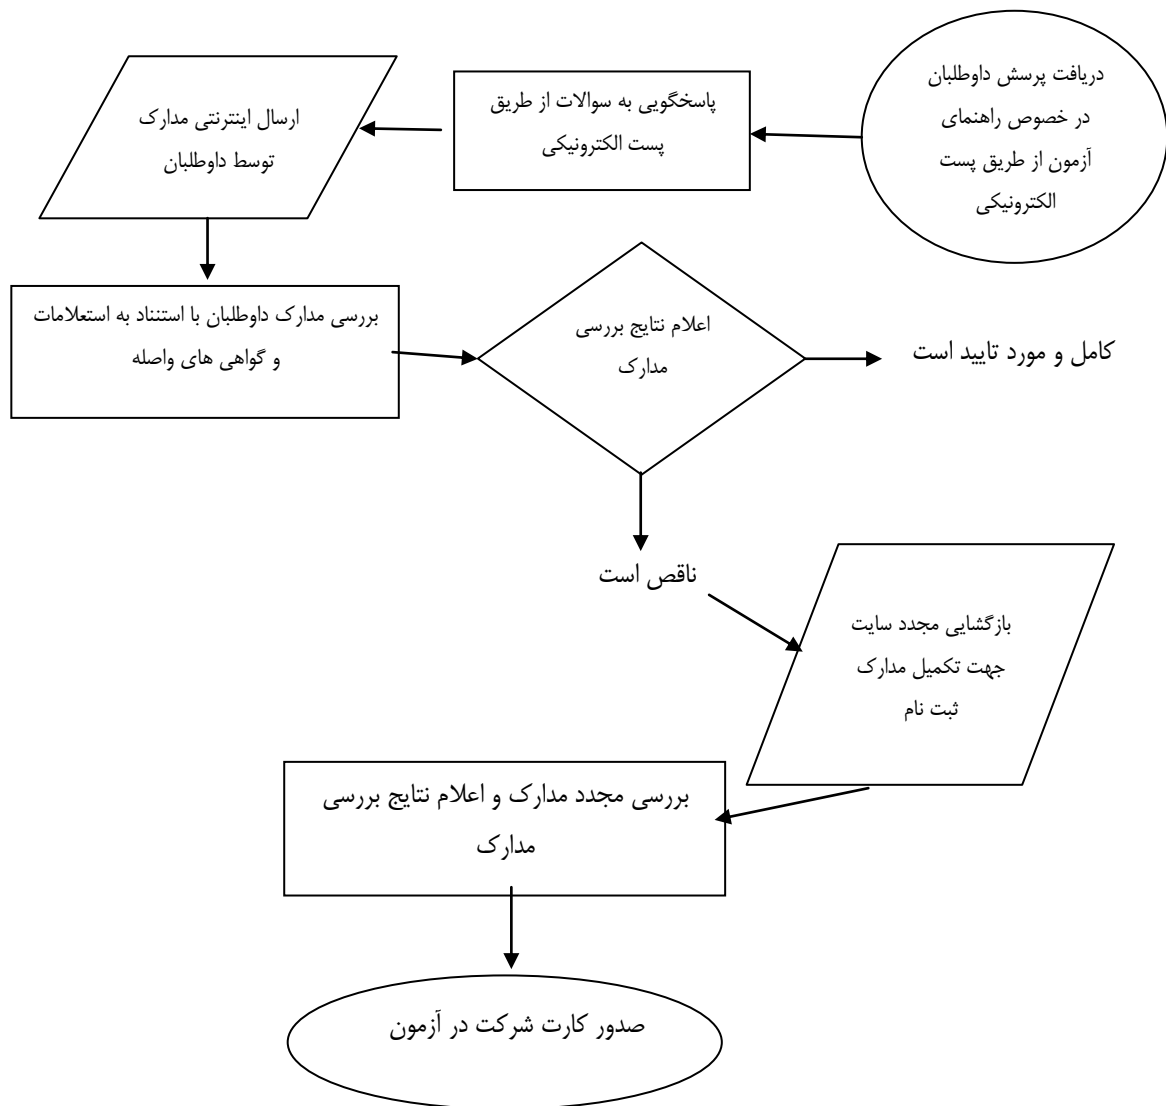 دریافت پرسش داوطلبان
در خصوص راهنمای
آزمون از طریق پست
الکترونیکی
پاسخگویی به سوالات از طریق
پست الکترونیکی
ارسال اینترنتی مدارک
توسط داوطلبان
بررسی مدارک داوطلبان با استناد به استعلامات
و گواهی های واصله
اعلام نتایج بررسی
مدارک
کامل و مورد تایید است
ناقص است
بازگشایی مجدد سایت
جهت تکمیل مدارک
ثبت نام
بررسی مجدد مدارک و اعلام نتایج بررسی
مدارک
صدور کارت شرکت در آزمون